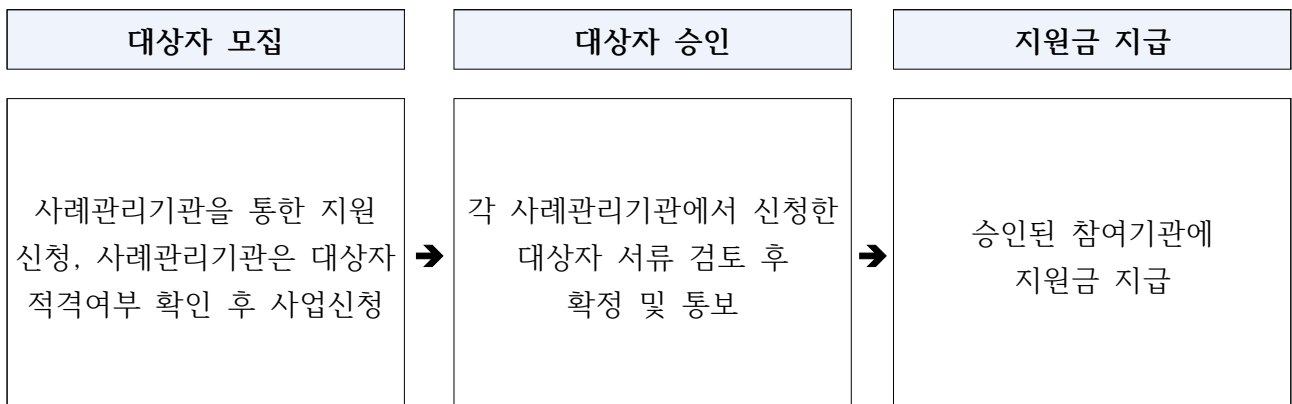 대상자 모집
대상자 승인
지원금 지급
사례관리기관을 통한 지원
신청, 사례관리기관은 대상자
적격여부 확인 후 사업신청
➔
각 사례관리기관에서 신청한
대상자 서류 검토 후
확정 및 통보
➔
승인된 참여기관에
지원금 지급